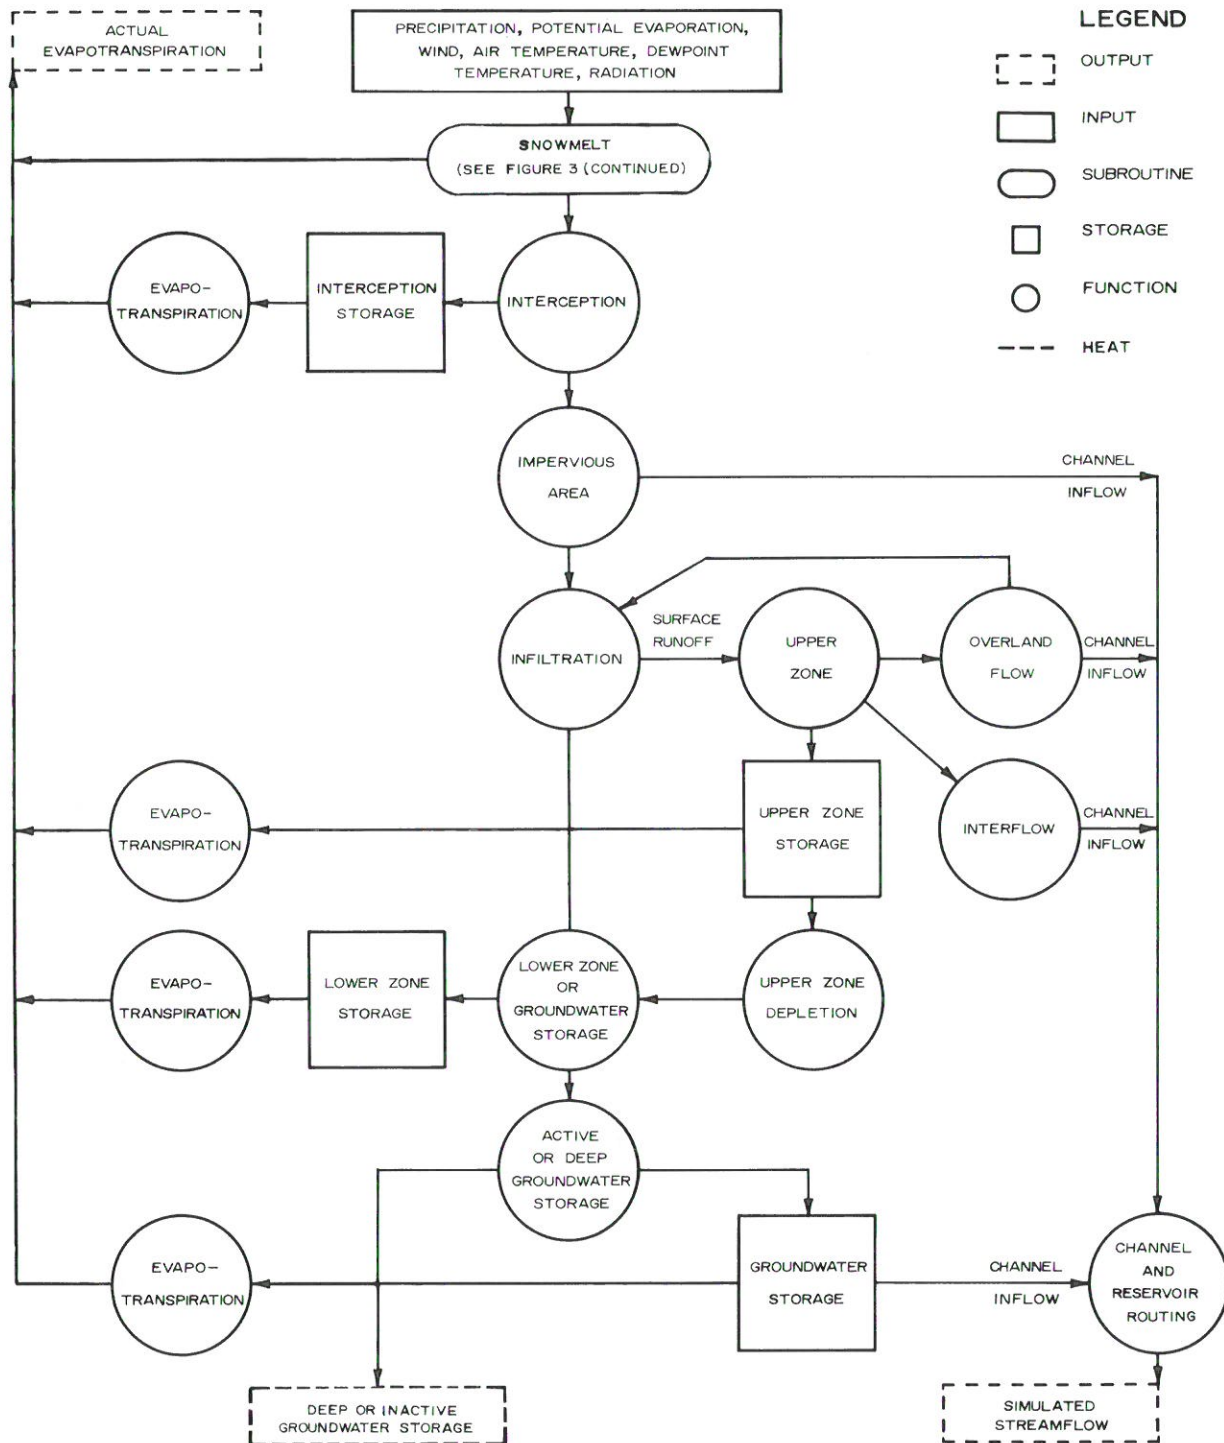 ACTUAL
EVAPOTRANSPIRATION
PRECIPITATION, POTENTIAL EVAPORATION,
WIND, AIR TEMPERATURE, DEWPOINT
TEMPERATURE, RADIATION
LEGEND
OUTPUT
INPUT
SUBROUTINE
STORAGE
FUNCTION
HEAT
SNOWMELT
(SEE FIGURE 3 (CONTINUED)
EVAPO-
TRANSPIRATION
INTERCEPTION
STORAGE
INTERCEPTION
IMPERVIOUS
AREA
CHANNEL
INFLOW
INFILTRATION
SURFACE
RUNOFF
UPPER
ZONE
OVERLAND
FLOW
CHANNEL
INFLOW
EVAPO-
TRANSPIRATION
UPPER ZONE
STORAGE
INTERFLOW
CHANNEL
INFLOW
EVAPO-
TRANSPIRATION
LOWER ZONE
STORAGE
LOWER ZONE
OR
GROUNDWATER
STORAGE
UPPER ZONE
DEPLETION
ACTIVE
OR DEEP
GROUNDWATER
STORAGE
EVAPO-
TRANSPIRATION
GROUNDWATER
STORAGE
CHANNEL
INFLOW
CHANNEL
AND
RESERVOIR
ROUTING
DEEP OR INACTIVE
GROUNDWATER STORAGE
SIMULATED
STREAMFLOW